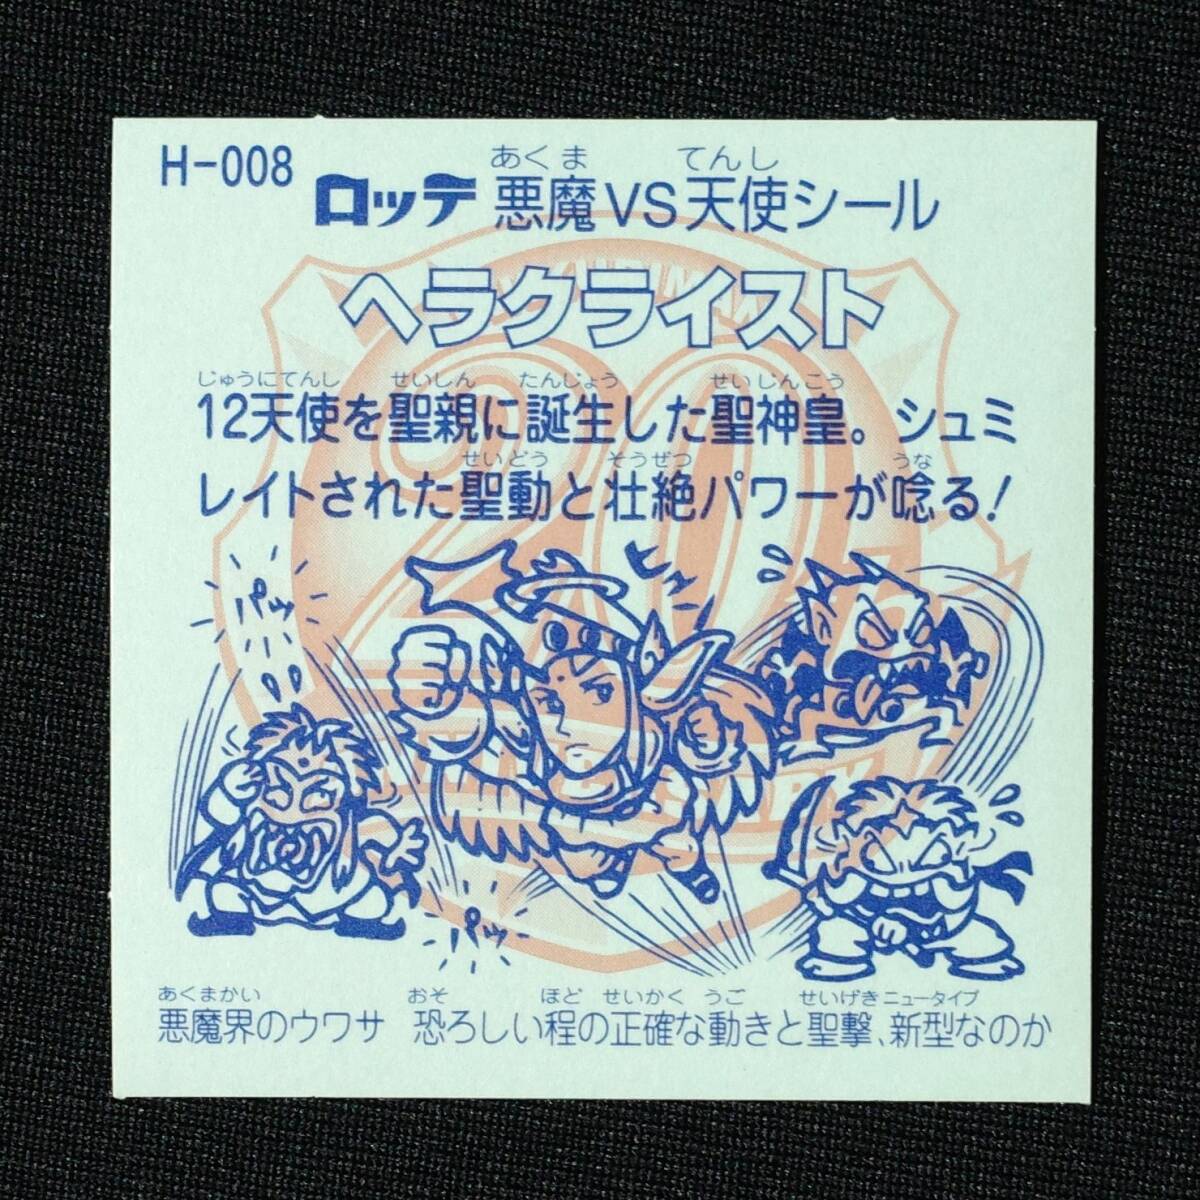 H-008
あくま てんし
ロッテ 悪魔VS天使シール
ヘラクライスト
じゅうにてんし せいしん たんじょう せいじんこう
12天使を聖親に誕生した聖神皇。シュミ
せいどう そうぜつ うな
レイトされた聖動と壮絶パワーが唸る!
ヒュッ
パッ
20th
ANNIVERSARY
パッ
あくまかい おそ ほど せいかく うご せいげき ニュータイプ
悪魔界のウワサ 恐ろしい程の正確な動きと聖撃、新型なのか